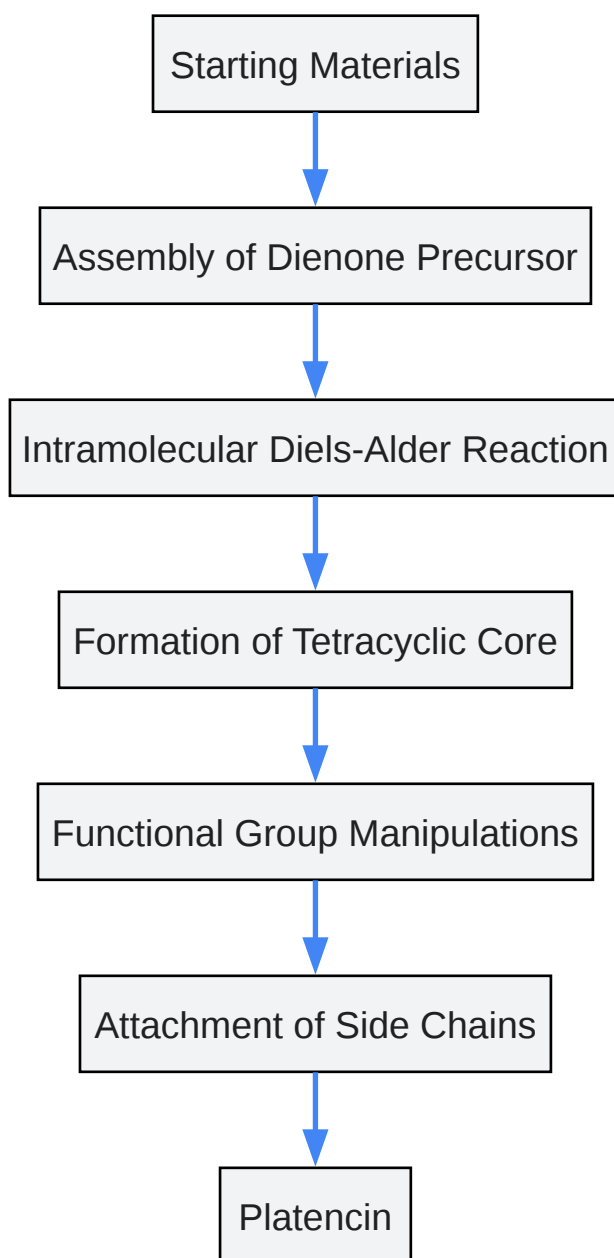 Starting Materials
Assembly of Dienone Precursor
Intramolecular Diels-Alder Reaction
Formation of Tetracyclic Core
Functional Group Manipulations
Attachment of Side Chains
Platencin